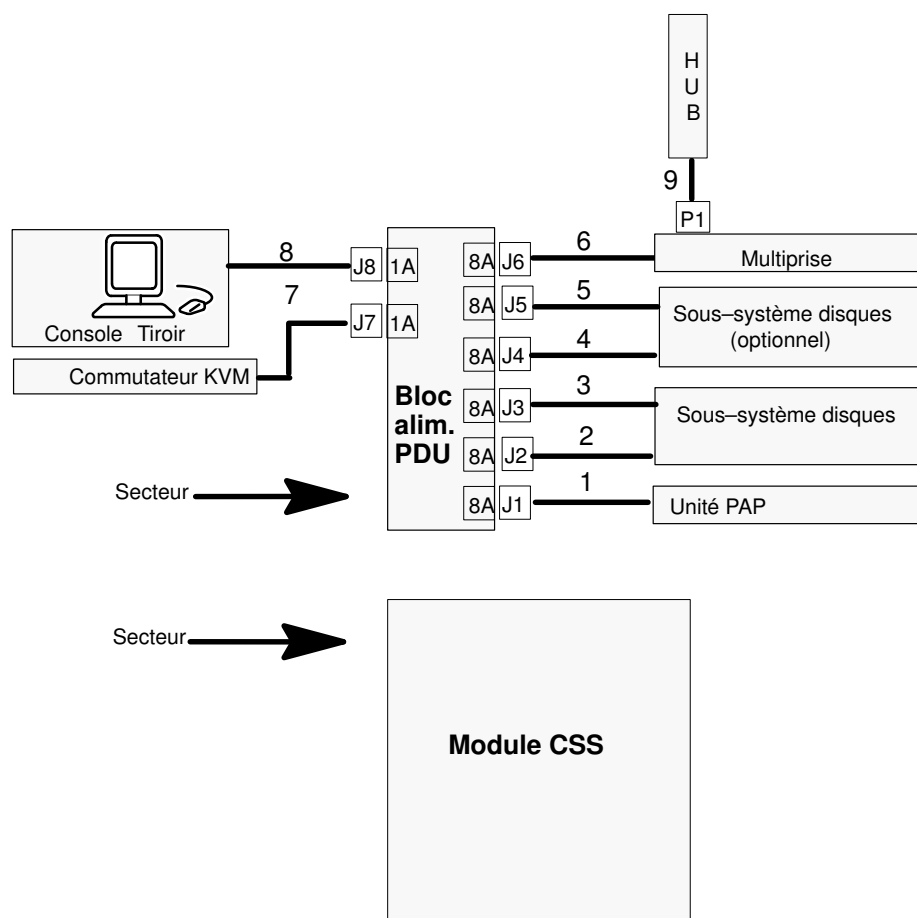 H
U
B
9
P1
8
J8
1A
8A
J6
6
Multiprise
7
J7
1A
8A
J5
5
Sous–système disques
(optionnel)
Console Tiroir
8A
J4
4
Commutateur KVM
Bloc
alim.
PDU
8A
J3
3
Sous–système disques
8A
J2
2
Secteur
8A
J1
1
Unité PAP
Secteur
Module CSS